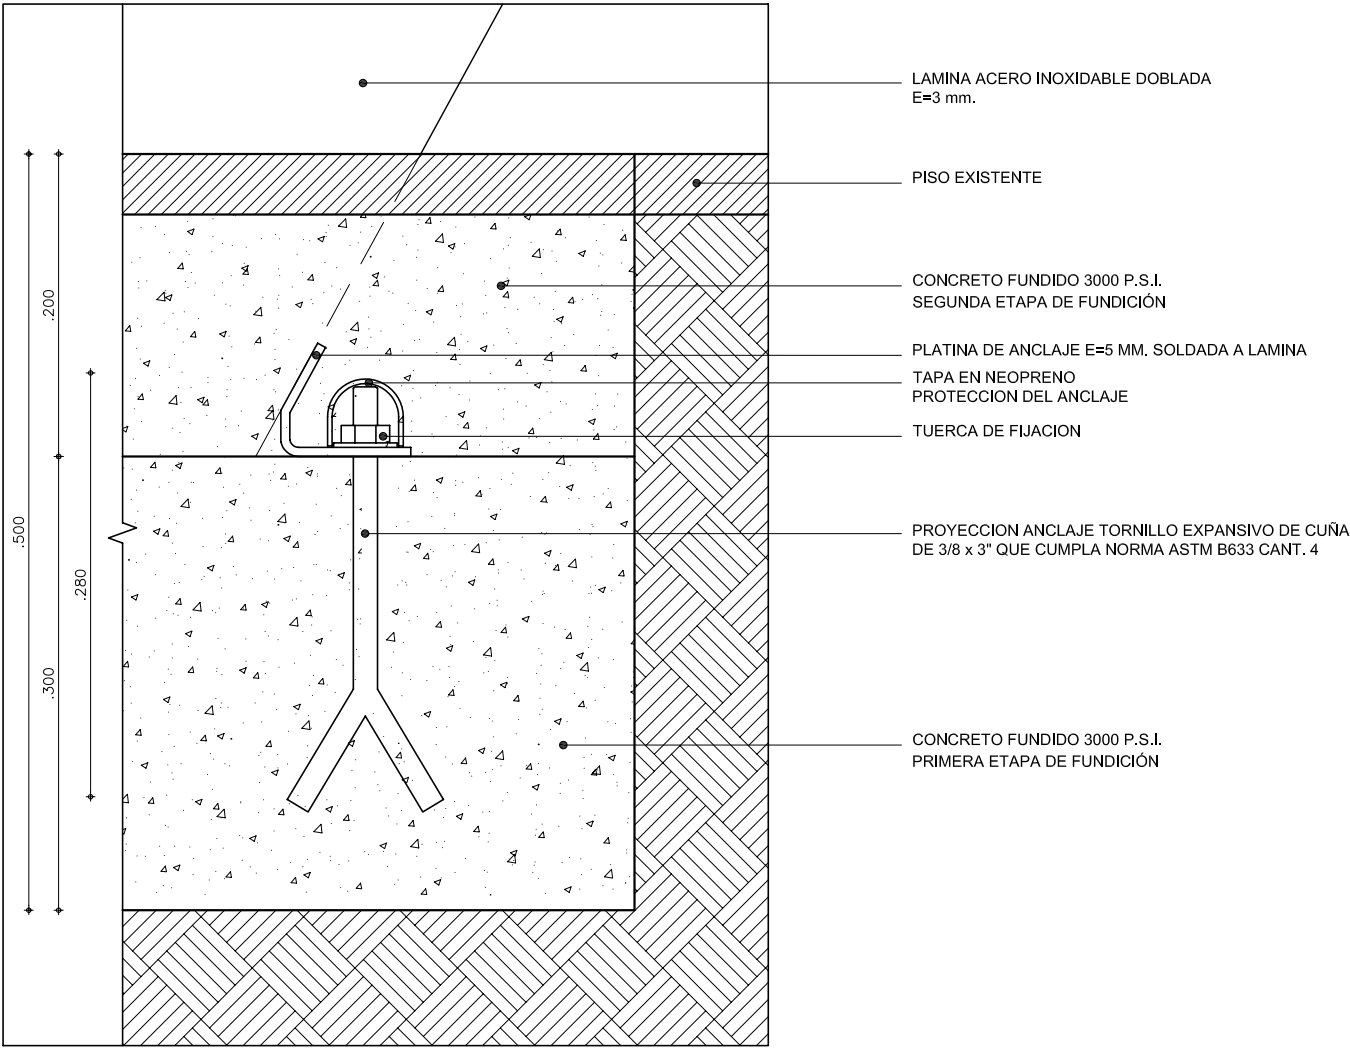 LAMINA ACERO INOXIDABLE DOBLADA
E=3 mm.
PISO EXISTENTE
CONCRETO FUNDIDO 3000 P.S.I.
SEGUNDA ETAPA DE FUNDICIÓN
PLATINA DE ANCLAJE E=5 MM. SOLDADA A LAMINA
TAPA EN NEOPRENO
PROTECCION DEL ANCLAJE
TUERCA DE FIJACION
PROYECCION ANCLAJE TORNILLO EXPANSIVO DE CUÑA
DE 3/8 x 3" QUE CUMPLA NORMA ASTM B633 CANT. 4
CONCRETO FUNDIDO 3000 P.S.I.
PRIMERA ETAPA DE FUNDICIÓN
.500
.200
.300
.280